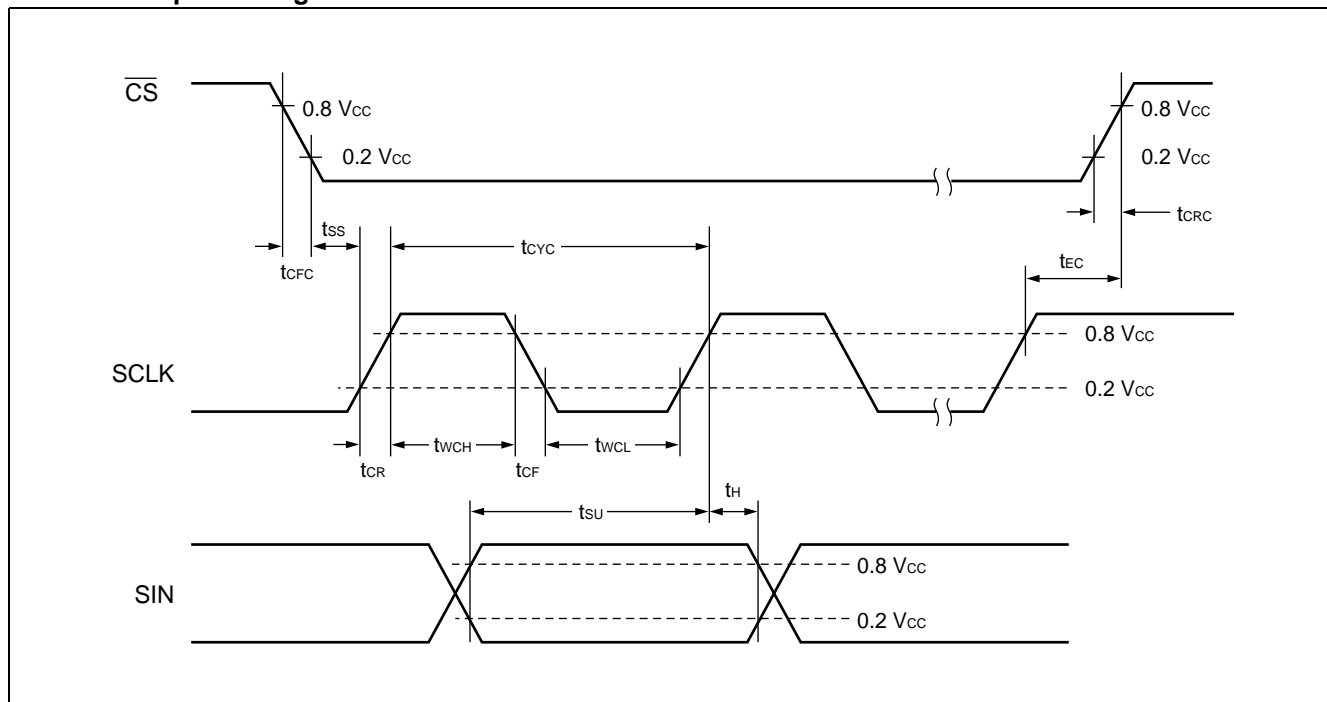 CS
0.8 VCC
0.2 VCC
0.8 VCC
0.2 VCC
tCFC
tSS
tCYC
tCRC
tEC
SCLK
0.8 VCC
0.2 VCC
tCR
tWCH
tCF
tWCL
tSU
tH
SIN
0.8 VCC
0.2 VCC